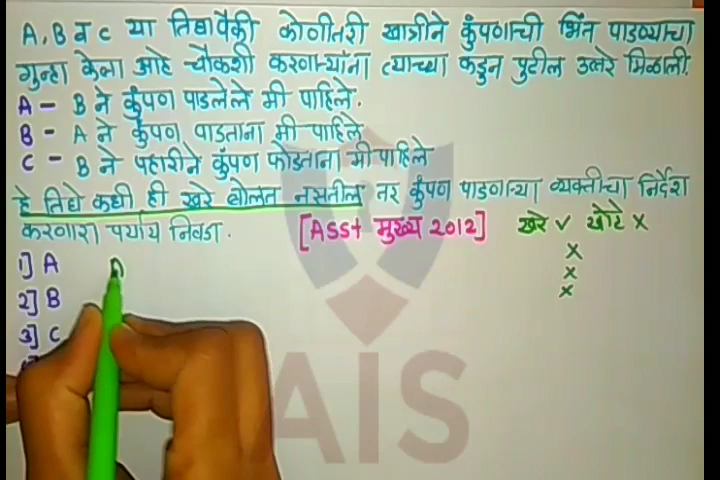 A, B व C या तिघापैकी कोणीतरी खात्रीने कुंपणाची भिंत पाडण्याचा
गुन्हा केला आहे चौकशी करणाऱ्यांना त्याच्या कडुन पुढील उत्तरे मिळाली.
A - B ने कुंपण पाडलेले मी पाहिले.
B - A ने कुंपण पाडताना मी पाहिले
C - B ने पहारीने कुंपण फोडताना मी पाहिले
हे तिघे कधी ही खरे बोलत नसतील तर कुंपण पाडणाऱ्या व्यक्तीचा निर्देश
करणारा पर्याय निवडा. [ASST मुख्य 2012] खरे ✓ खोटे ×
×
1] A A
×
2] B ×
3] C
AIS